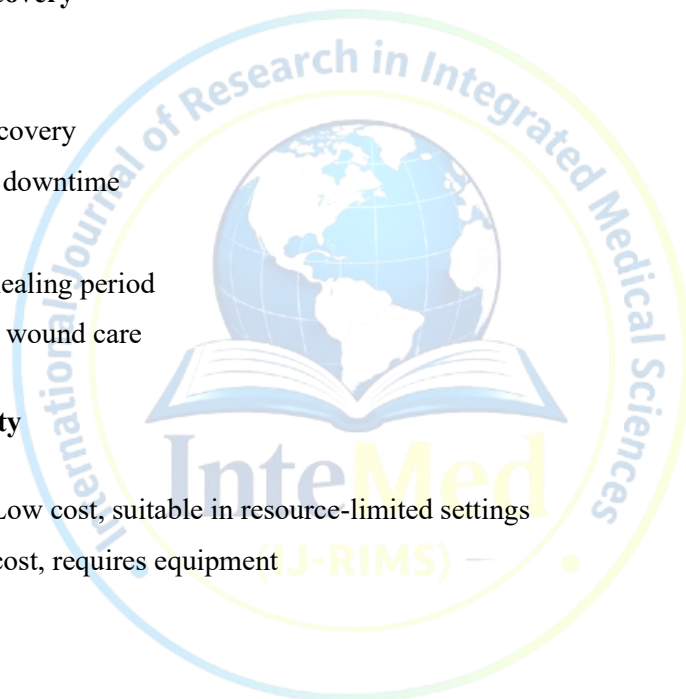 covery
downtime
ealing period
wound care
ty
Low cost, suitable in resource-limited settings
cost, requires equipment
International Journal of Research in Integrated Medical Sciences
InteMed
(IJ-RIMS)